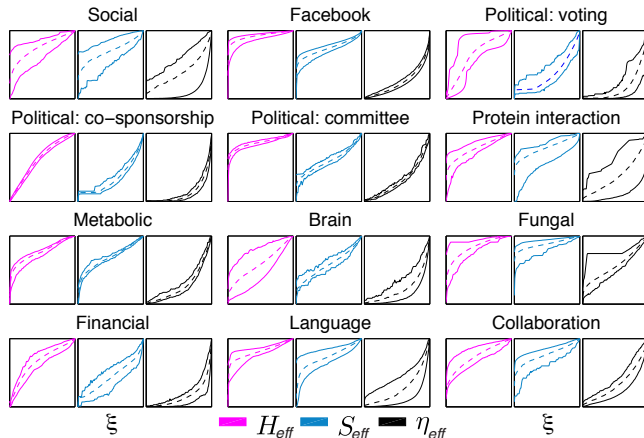 Social Facebook Political: voting
Political: co-sponsorship Political: committee Protein interaction
Metabolic Brain Fungal
Financial Language Collaboration
ξ H_eff S_eff η_eff ξ